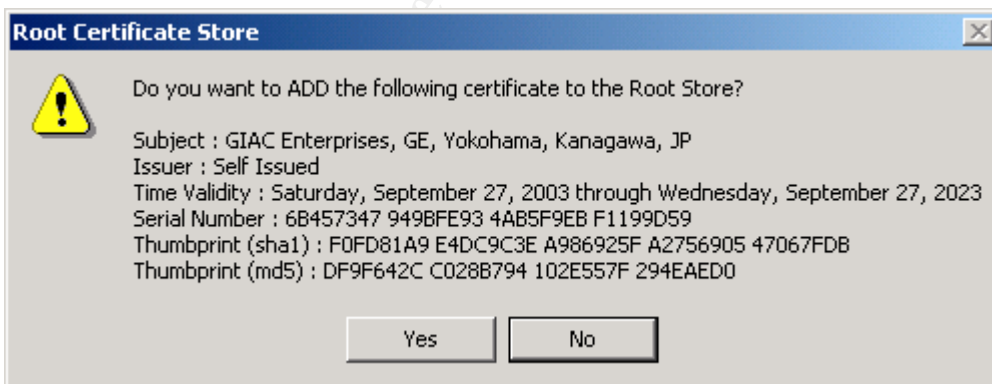 Root Certificate Store
Do you want to ADD the following certificate to the Root Store?
Subject : GIAC Enterprises, GE, Yokohama, Kanagawa, JP
Issuer : Self Issued
Time Validity : Saturday, September 27, 2003 through Wednesday, September 27, 2023
Serial Number : 6B457347 949BFE93 4AB5F9EB F1199D59
Thumbprint (sha1) : F0FD81A9 E4DC9C3E A986925F A2756905 47067FDB
Thumbprint (md5) : DF9F642C C028B794 102E557F 294EAED0
Yes No